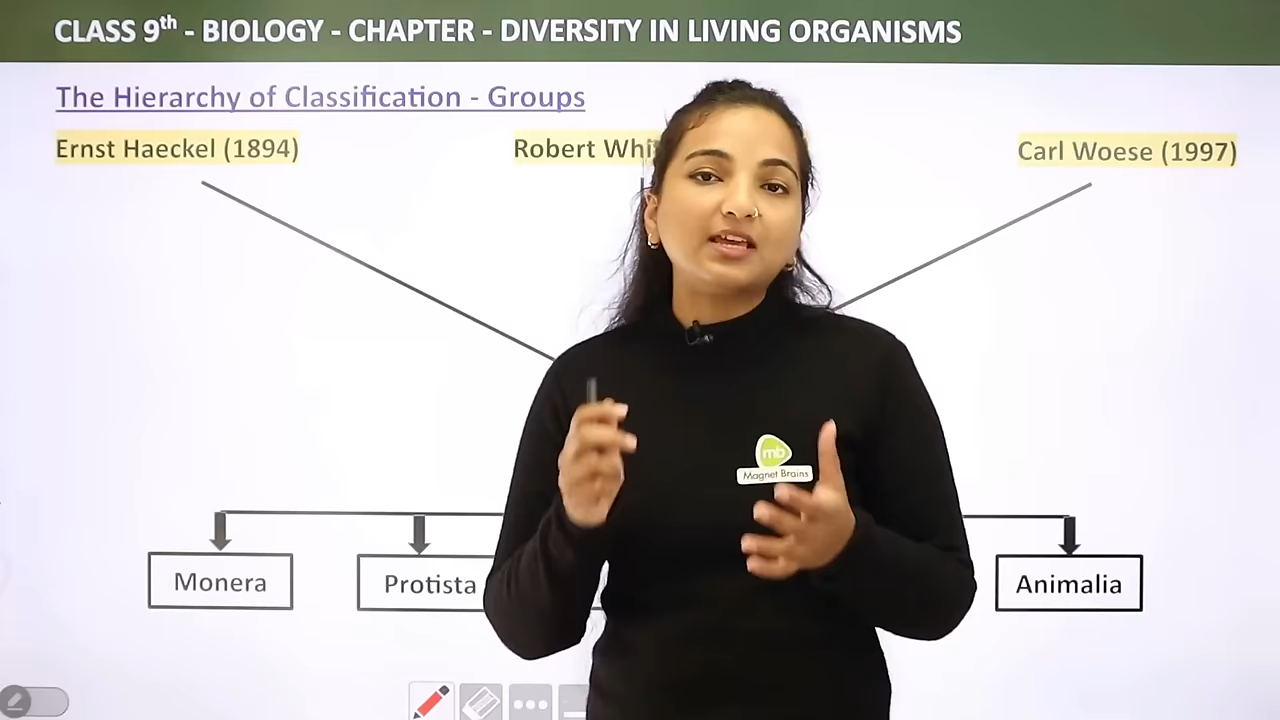 CLASS 9th - BIOLOGY - CHAPTER - DIVERSITY IN LIVING ORGANISMS
The Hierarchy of Classification - Groups
Ernst Haeckel (1894)
Robert Whi
Carl Woese (1997)
mb
Magnet Brains
Monera
Protista
Animalia